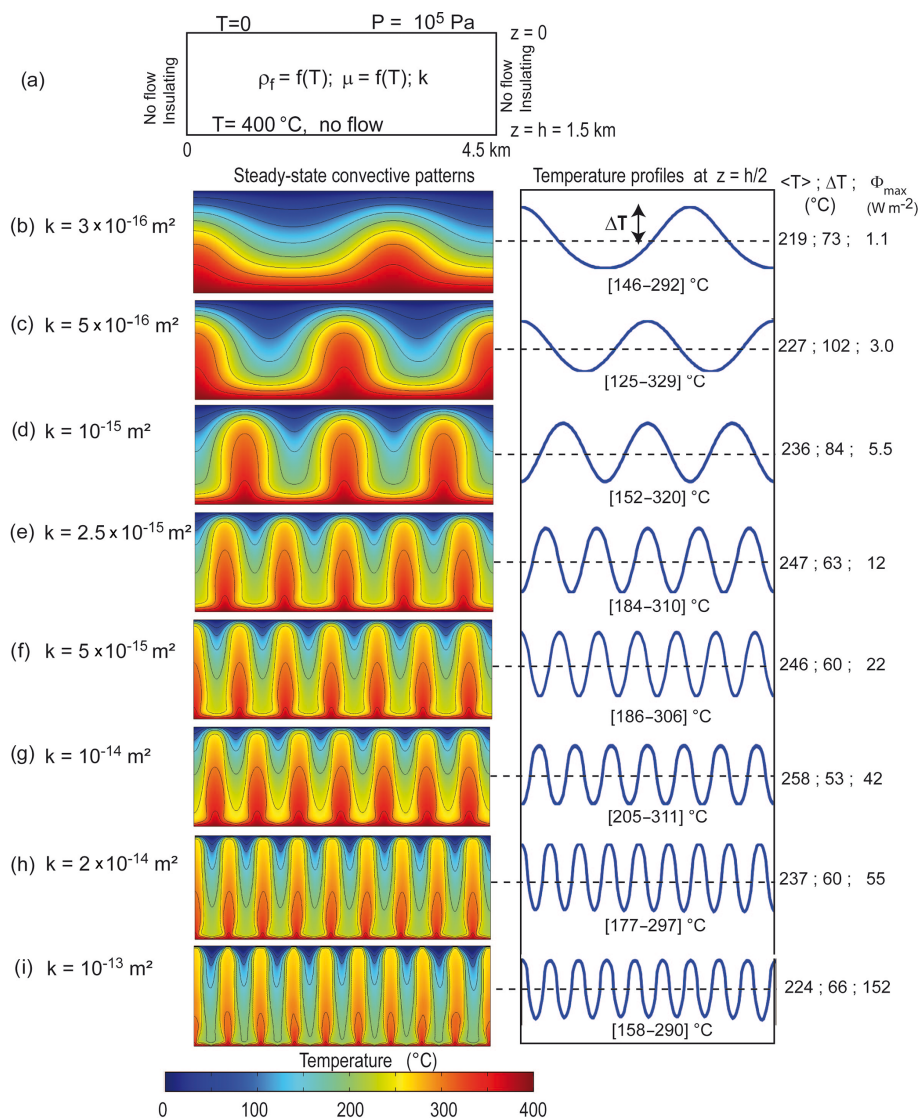 T=0 P = 10⁵ Pa
z = 0
(a)
No flow
Insulating
ρf = f(T); μ = f(T); k
No flow
Insulating
T= 400 °C, no flow
z = h = 1.5 km
0
4.5 km
Steady-state convective patterns
Temperature profiles at z = h/2
<T> ; ΔT ; Φmax
(°C) (W m-2)
(b) k = 3 × 10-16 m²
ΔT
219 ; 73 ; 1.1
[146–292] °C
(c) k = 5 × 10-16 m²
227 ; 102 ; 3.0
[125–329] °C
(d) k = 10-15 m²
236 ; 84 ; 5.5
[152–320] °C
(e) k = 2.5 × 10-15 m²
247 ; 63 ; 12
[184–310] °C
(f) k = 5 × 10-15 m²
246 ; 60 ; 22
[186–306] °C
(g) k = 10-14 m²
258 ; 53 ; 42
[205–311] °C
(h) k = 2 × 10-14 m²
237 ; 60 ; 55
[177–297] °C
(i) k = 10-13 m²
224 ; 66 ; 152
[158–290] °C
Temperature (°C)
0 100 200 300 400